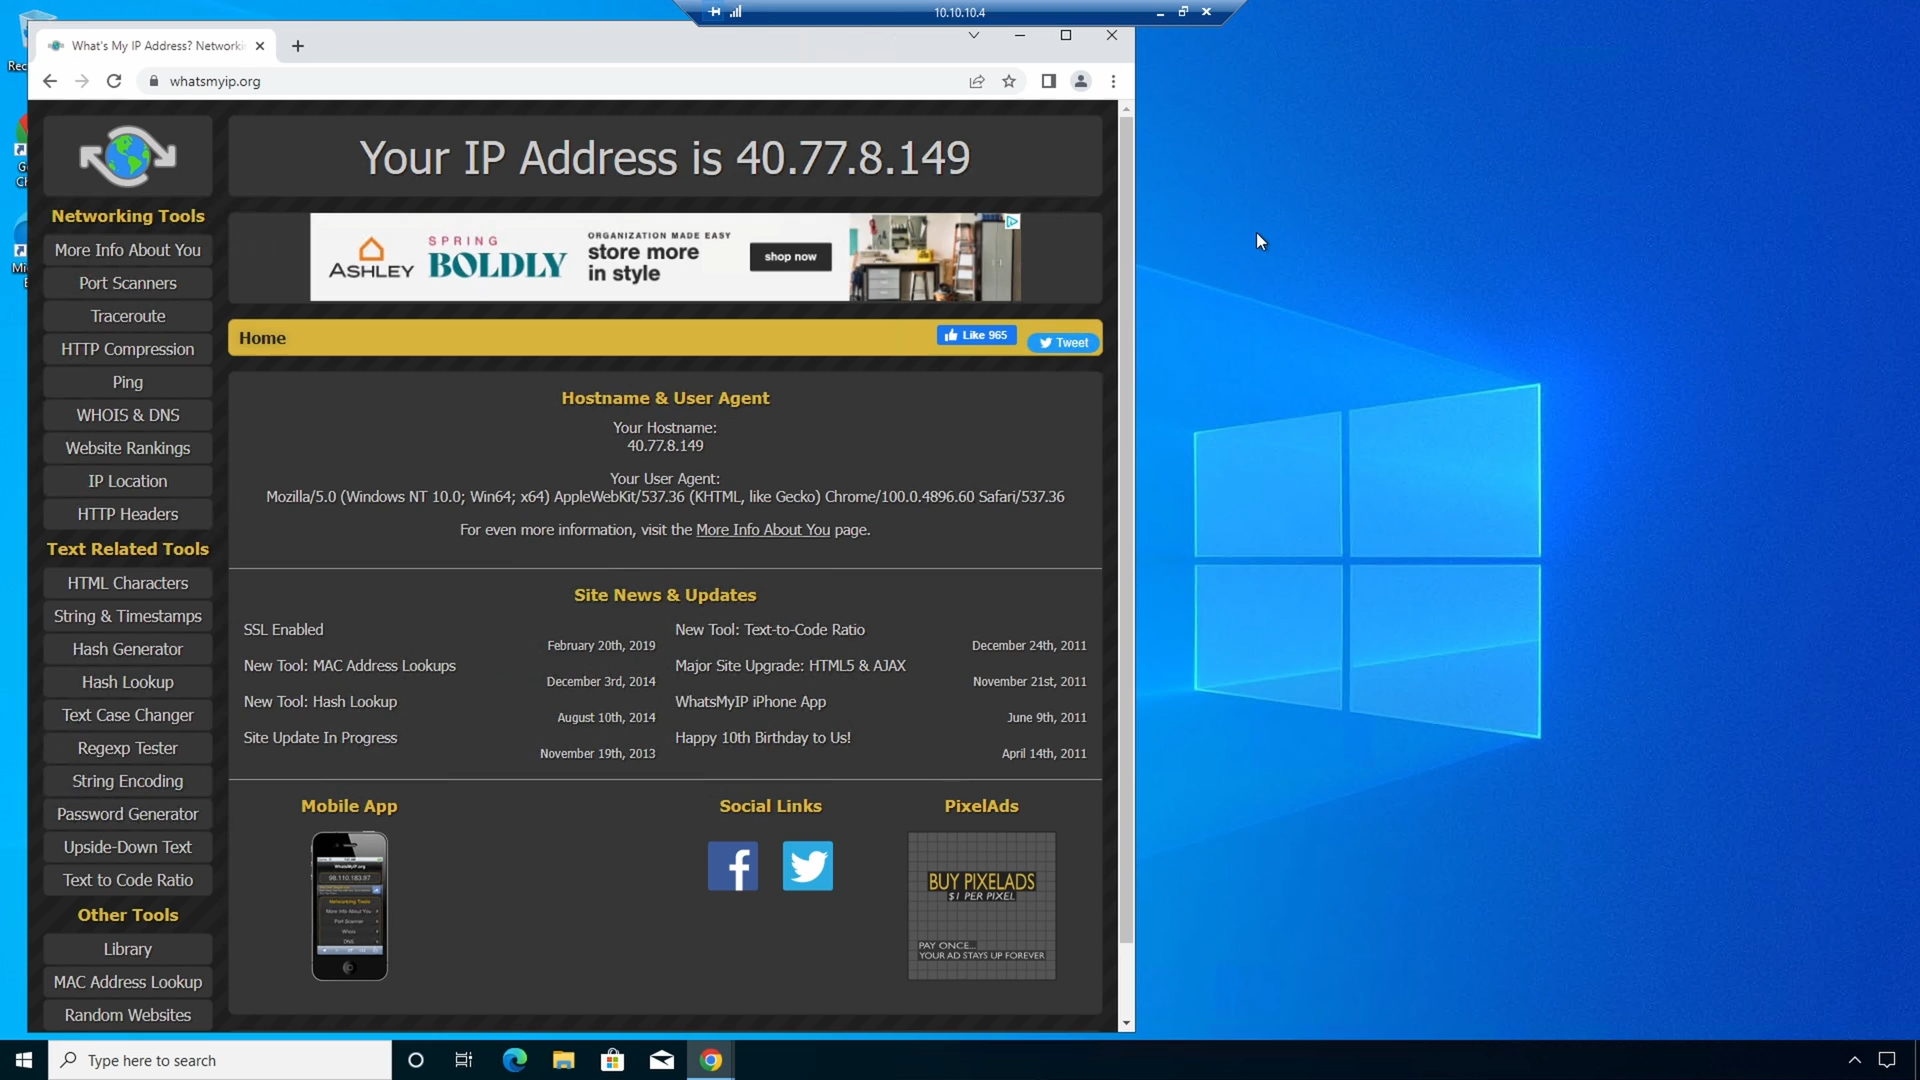 10.10.10.4
What's My IP Address? Networki
whatsmyip.org
Your IP Address is 40.77.8.149
Networking Tools
More Info About You
Port Scanners
Traceroute
HTTP Compression
Ping
WHOIS & DNS
Website Rankings
IP Location
HTTP Headers
Text Related Tools
HTML Characters
String & Timestamps
Hash Generator
Hash Lookup
Text Case Changer
Regexp Tester
String Encoding
Password Generator
Upside-Down Text
Text to Code Ratio
Other Tools
Library
MAC Address Lookup
Random Websites
ASHLEY
SPRING
BOLDLY
ORGANIZATION MADE EASY
store more
in style
shop now
Home
Like 965
Tweet
Hostname & User Agent
Your Hostname:
40.77.8.149
Your User Agent:
Mozilla/5.0 (Windows NT 10.0; Win64; x64) AppleWebKit/537.36 (KHTML, like Gecko) Chrome/100.0.4896.60 Safari/537.36
For even more information, visit the More Info About You page.
Site News & Updates
SSL Enabled
February 20th, 2019
New Tool: MAC Address Lookups
December 3rd, 2014
New Tool: Hash Lookup
August 10th, 2014
Site Update In Progress
November 19th, 2013
New Tool: Text-to-Code Ratio
December 24th, 2011
Major Site Upgrade: HTML5 & AJAX
November 21st, 2011
WhatsMyIP iPhone App
June 9th, 2011
Happy 10th Birthday to Us!
April 14th, 2011
Mobile App
Social Links
PixelAds
BUY PIXELADS
$1 PER PIXEL
PAY ONCE...
YOUR AD STAYS UP FOREVER
Type here to search